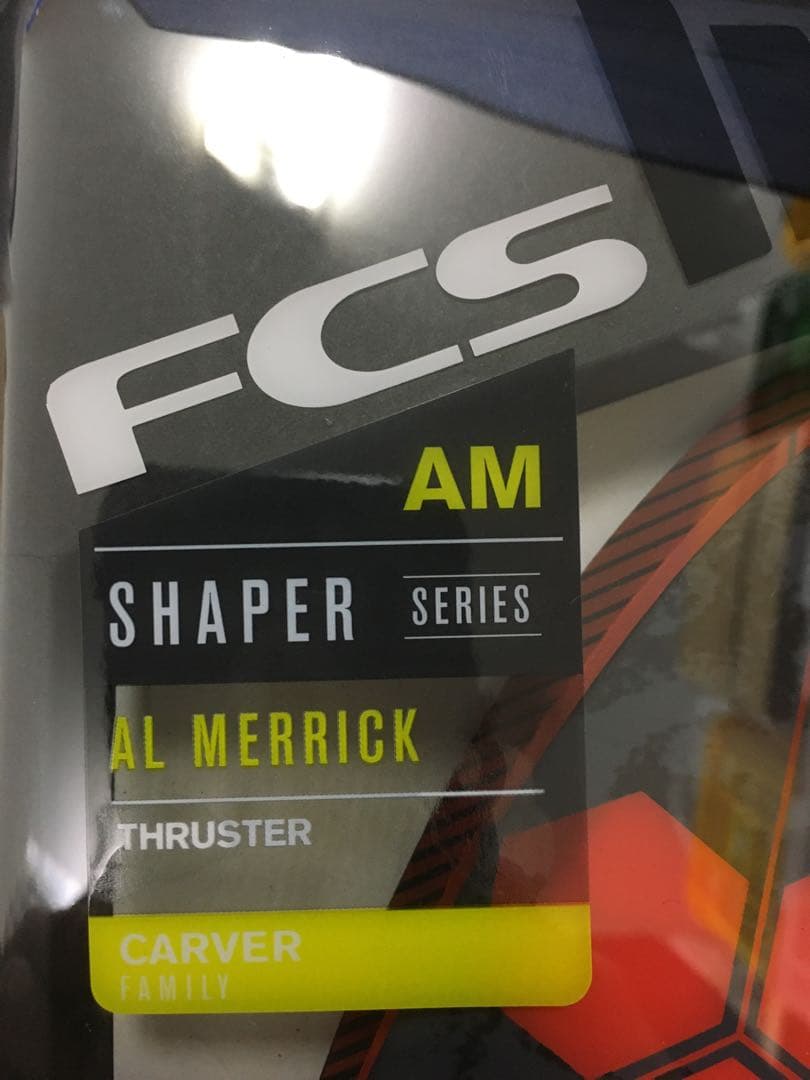 FCS
AM
SHAPER SERIES
AL MERRICK
THRUSTER
CARVER
FAMILY